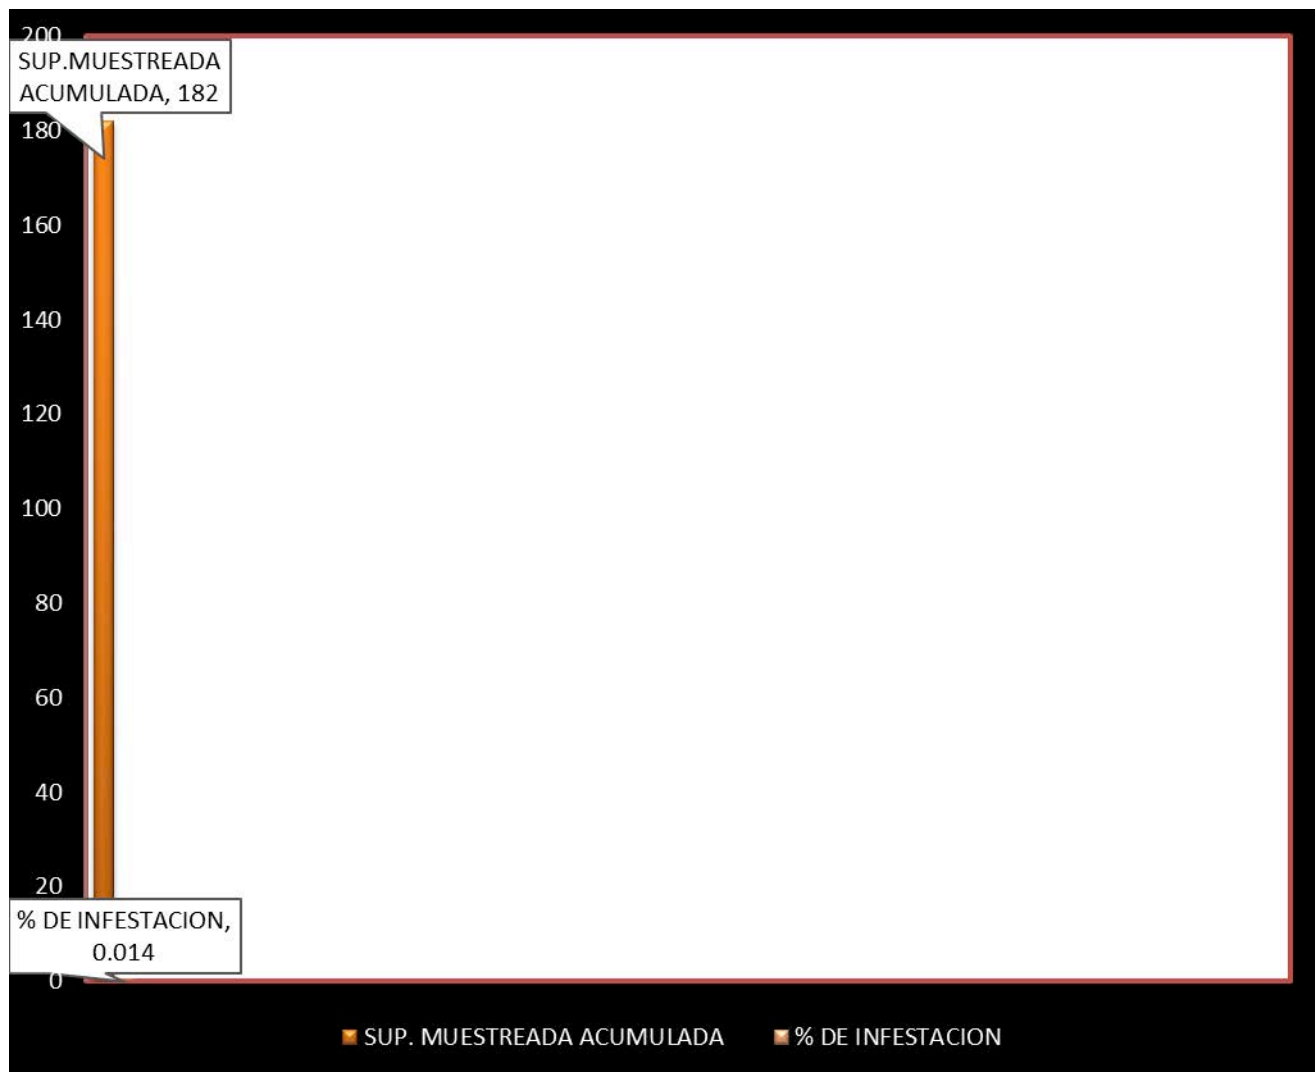 200
SUP.MUESTREADA
ACUMULADA, 182
180
160
140
120
100
80
60
40
20
% DE INFESTACION,
0.014
0
SUP. MUESTREADA ACUMULADA
% DE INFESTACION